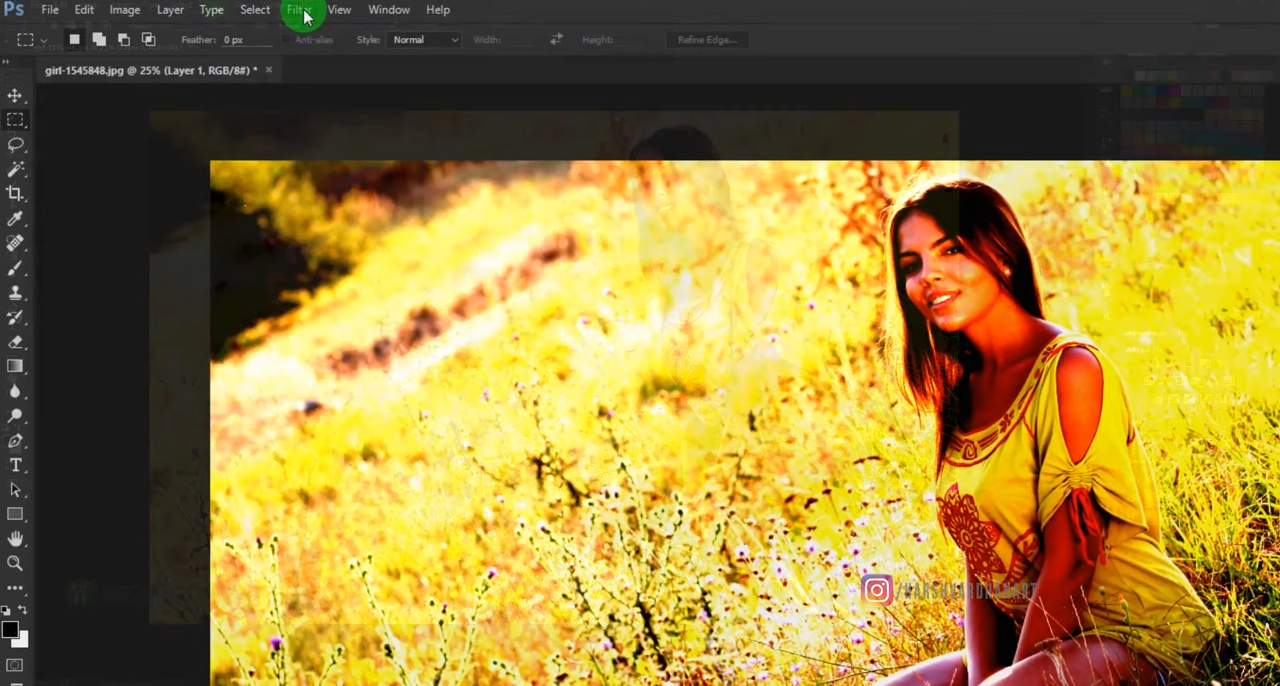 Ps File Edit Image Layer Type Select Filter View Window Help
Feather: 0 px Anti-alias Style: Normal Width: Height: Refine Edge...
girl-1545848.jpg @ 25% (Layer 1, RGB/8#) * ×
/HARSHVARDHANART